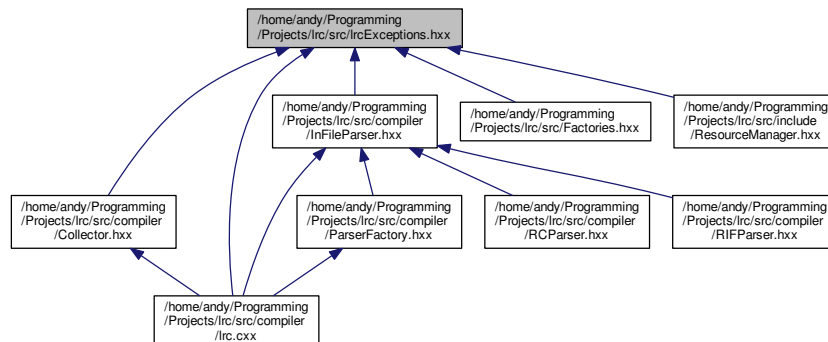 /home/andy/Programming
/Projects/lrc/src/lrcExceptions.hxx
/home/andy/Programming
/Projects/lrc/src/compiler
/InFileParser.hxx
/home/andy/Programming
/Projects/lrc/src/Factories.hxx
/home/andy/Programming
/Projects/lrc/src/include
/ResourceManager.hxx
/home/andy/Programming
/Projects/lrc/src/compiler
/Collector.hxx
/home/andy/Programming
/Projects/lrc/src/compiler
/ParserFactory.hxx
/home/andy/Programming
/Projects/lrc/src/compiler
/RCParser.hxx
/home/andy/Programming
/Projects/lrc/src/compiler
/RIFParser.hxx
/home/andy/Programming
/Projects/lrc/src/compiler
/lrc.cxx